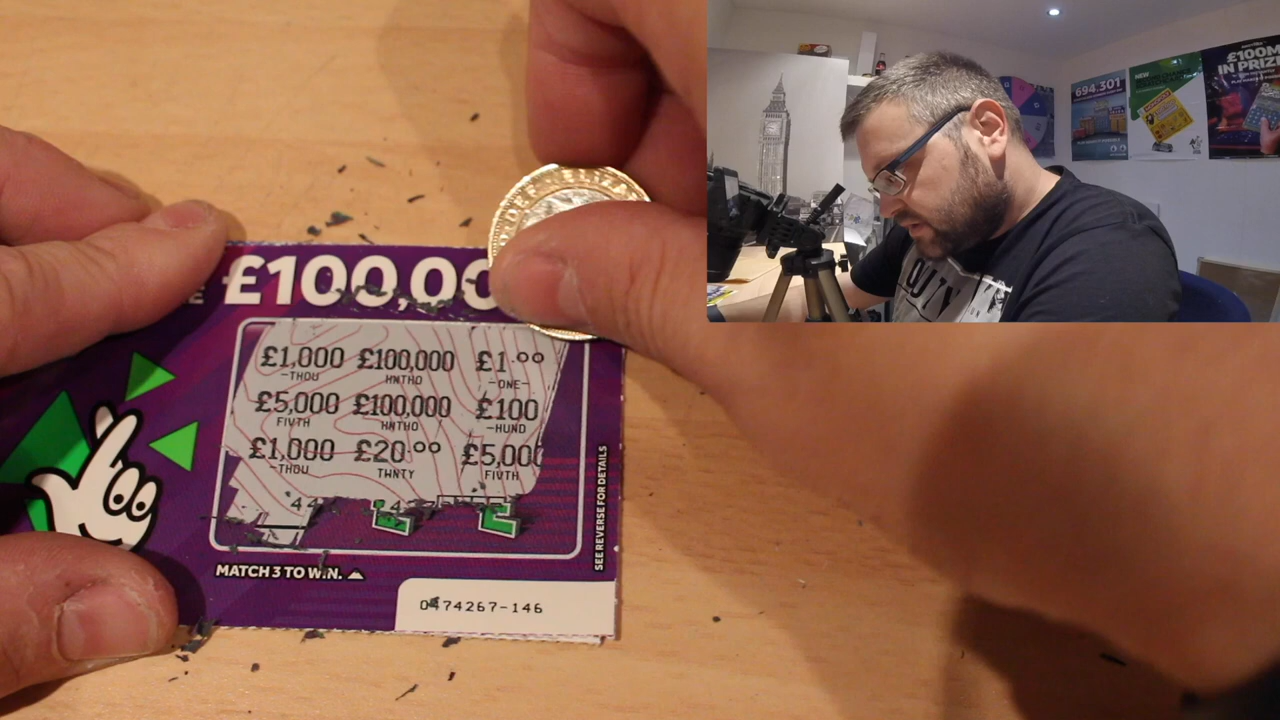 £100,00
£1,000 £100,000 £1.00
-THOU HNTHO -ONE-
£5,000 £100,000 £100
FIVTH HNTHO -HUND
£1,000 £20.00 £5,000
-THOU TWNTY FIVTH
MATCH 3 TO WIN.
0474267-146
SEE REVERSE FOR DETAILS
694,301
NEW
£100M
IN PRIZE